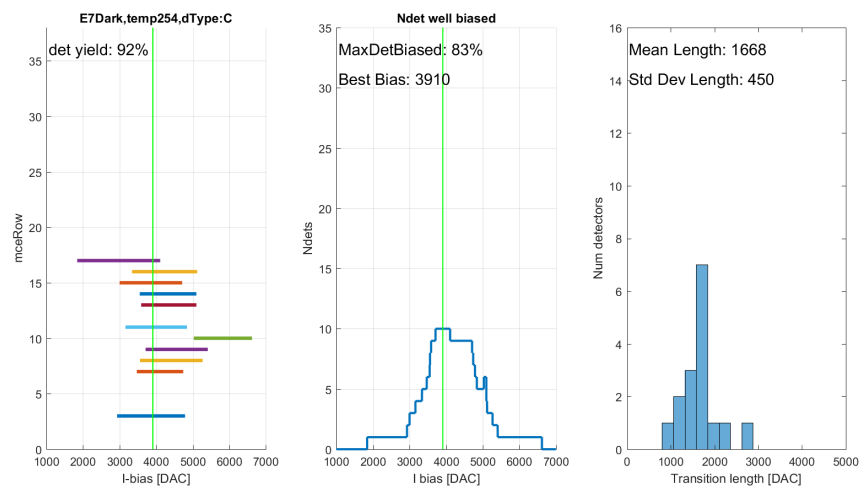 E7Dark,temp254,dType:C
det yield: 92%
35
30
25
20
15
10
5
0
mceRow
1000 2000 3000 4000 5000 6000 7000
I-bias [DAC]
Ndet well biased
MaxDetBiased: 83%
Best Bias: 3910
35
30
25
20
15
10
5
0
Ndets
1000 2000 3000 4000 5000 6000 7000
I bias [DAC]
Mean Length: 1668
Std Dev Length: 450
16
14
12
10
8
6
4
2
0
Num detectors
0 1000 2000 3000 4000 5000
Transition length [DAC]